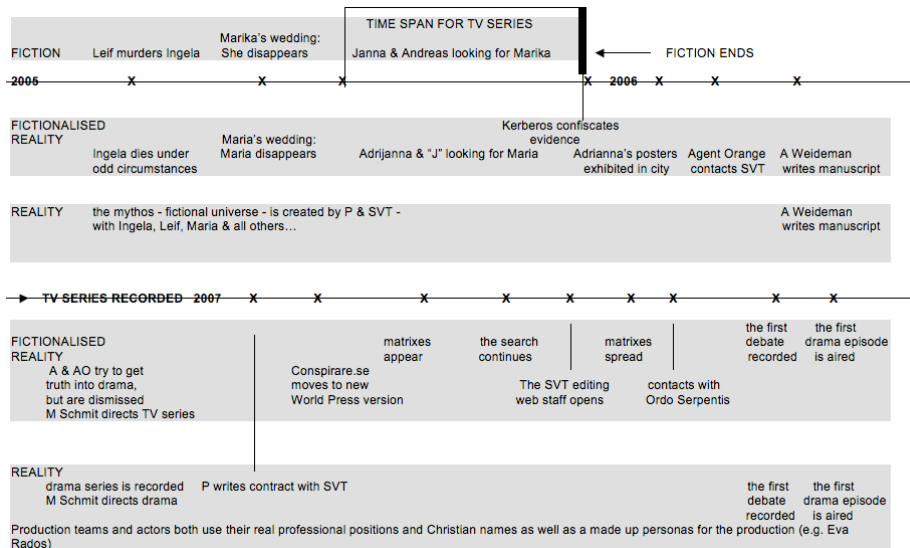 TIME SPAN FOR TV SERIES
Marika's wedding:
FICTION Leif murders Ingela She disappears Janna & Andreas looking for Marika FICTION ENDS
2005 X X X X 2006 X X X
FICTIONALISED Kerberos confiscates
REALITY Maria's wedding: evidence
Ingela dies under Maria disappears Adrijanna & "J" looking for Maria Adrianna's posters Agent Orange A Weideman
odd circumstances exhibited in city contacts SVT writes manuscript
REALITY the mythos - fictional universe - is created by P & SVT - A Weideman
with Ingela, Leif, Maria & all others... writes manuscript
TV SERIES RECORDED 2007 X X X X X X X X X
the first the first
FICTIONALISED matrixes the search matrixes debate drama episode
REALITY appear continues spread recorded is aired
A & AO try to get Conspirare.se
truth into drama, moves to new The SVT editing contacts with
but are dismissed World Press version web staff opens Ordo Serpentis
M Schmit directs TV series
REALITY
drama series is recorded P writes contract with SVT the first the first
M Schmit directs drama debate drama episode
recorded is aired
Production teams and actors both use their real professional positions and Christian names as well as a made up personas for the production (e.g. Eva
Rados)